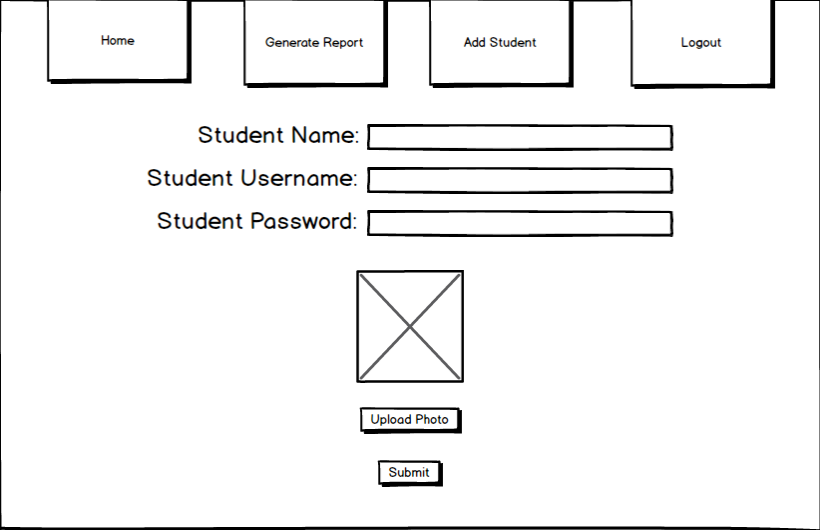 Home
Generate Report
Add Student
Logout
Student Name:
Student Username:
Student Password:
Upload Photo
Submit